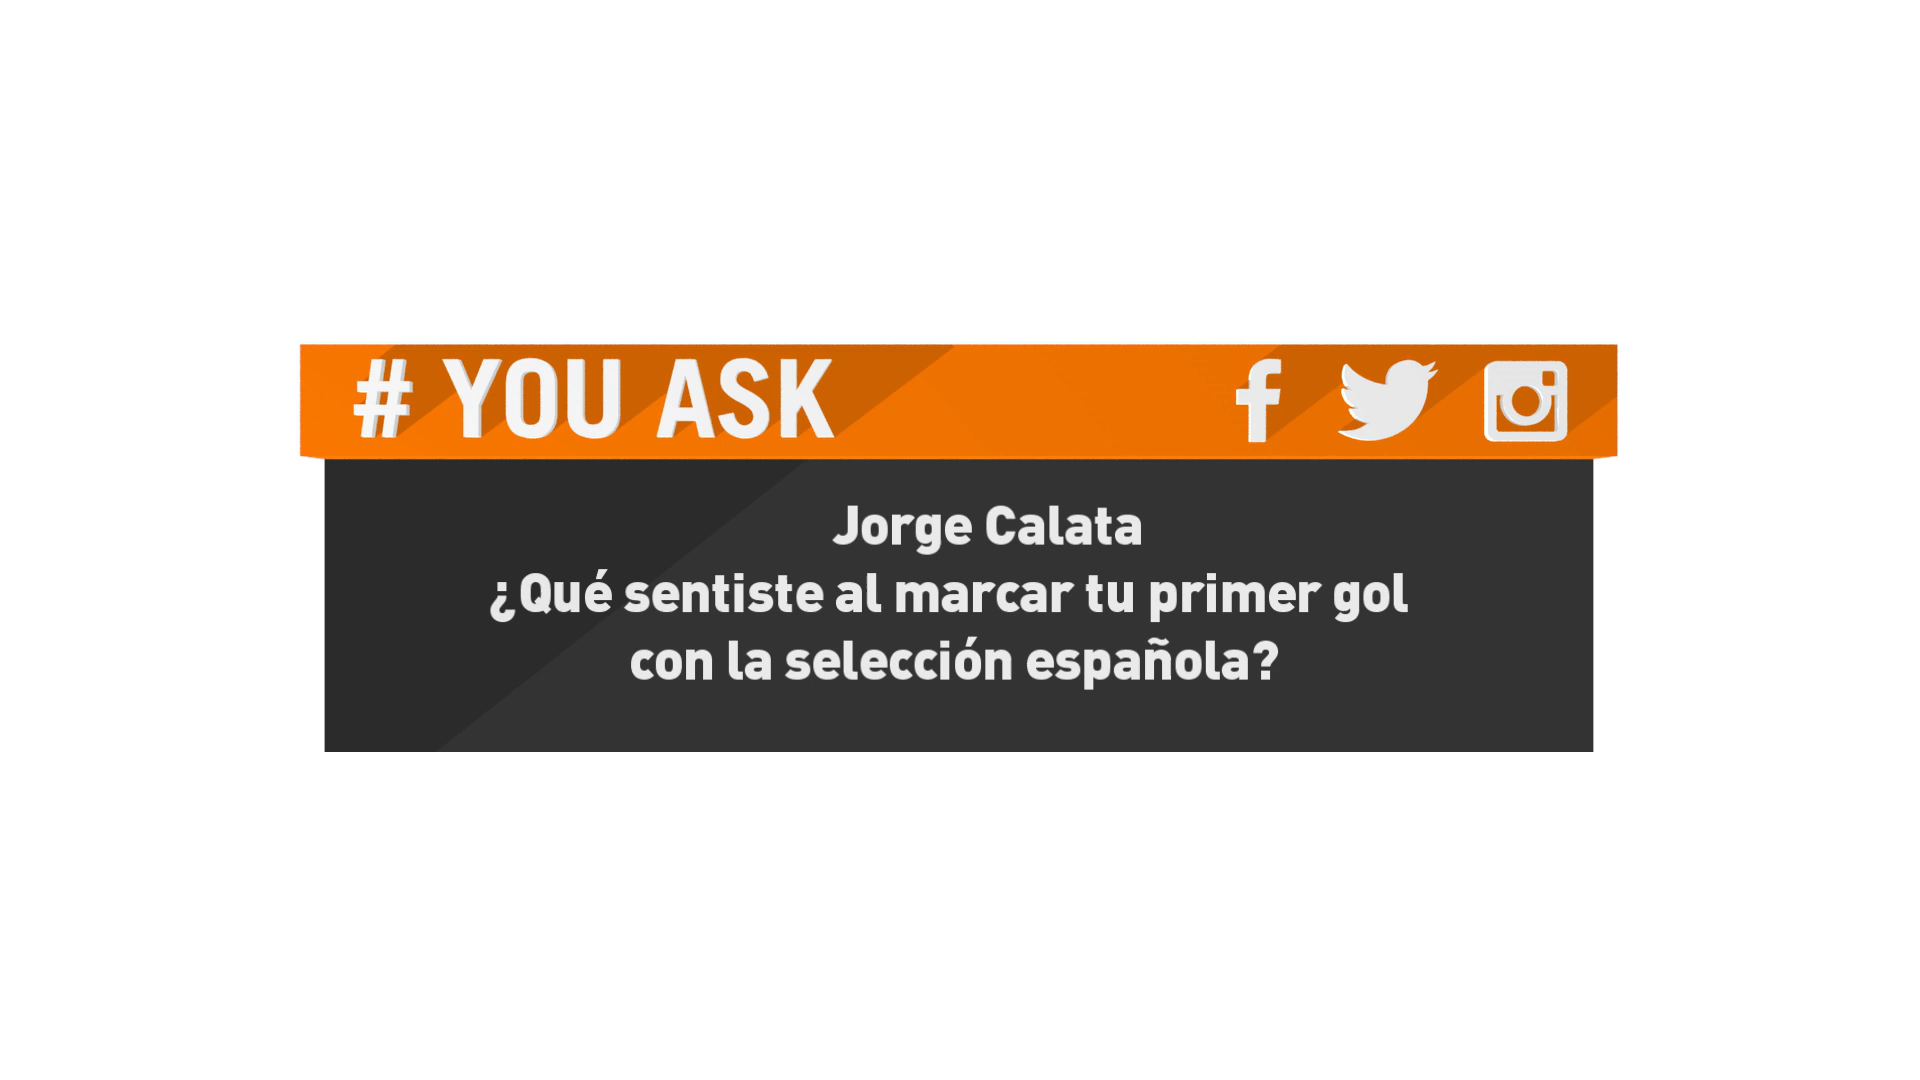 # YOU ASK
Jorge Calata
¿Qué sentiste al marcar tu primer gol
con la selección española?